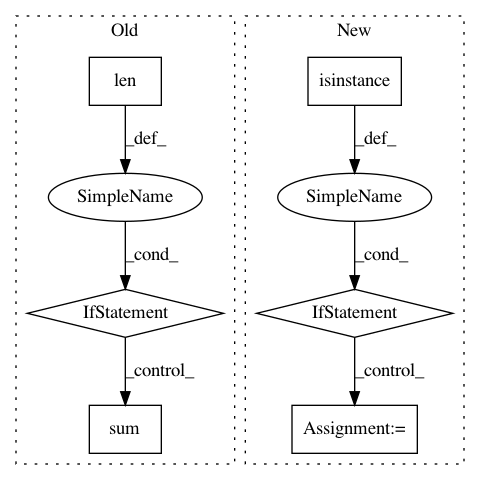 Old
New
len
isinstance
_def_
_def_
SimpleName
SimpleName
_cond_
_cond_
IfStatement
IfStatement
_control_
_control_
sum
Assignment:=